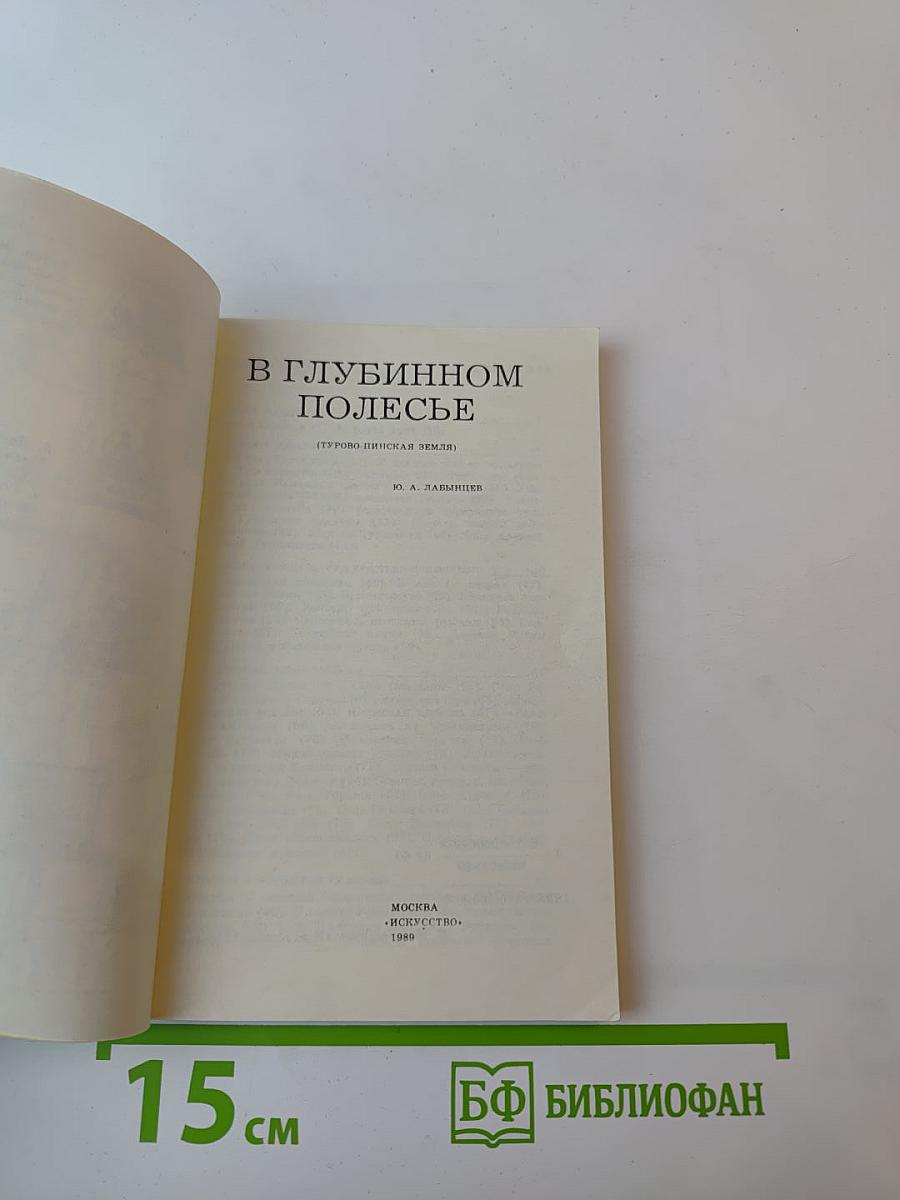 В ГЛУБИННОМ
ПОЛЕСЬЕ
(ТУРОВО-ПИНСКАЯ ЗЕМЛЯ)
Ю. А. ЛАБЫНЦЕВ
МОСКВА
«ИСКУССТВО»
1989
15 см
БФ БИБЛИОФАН